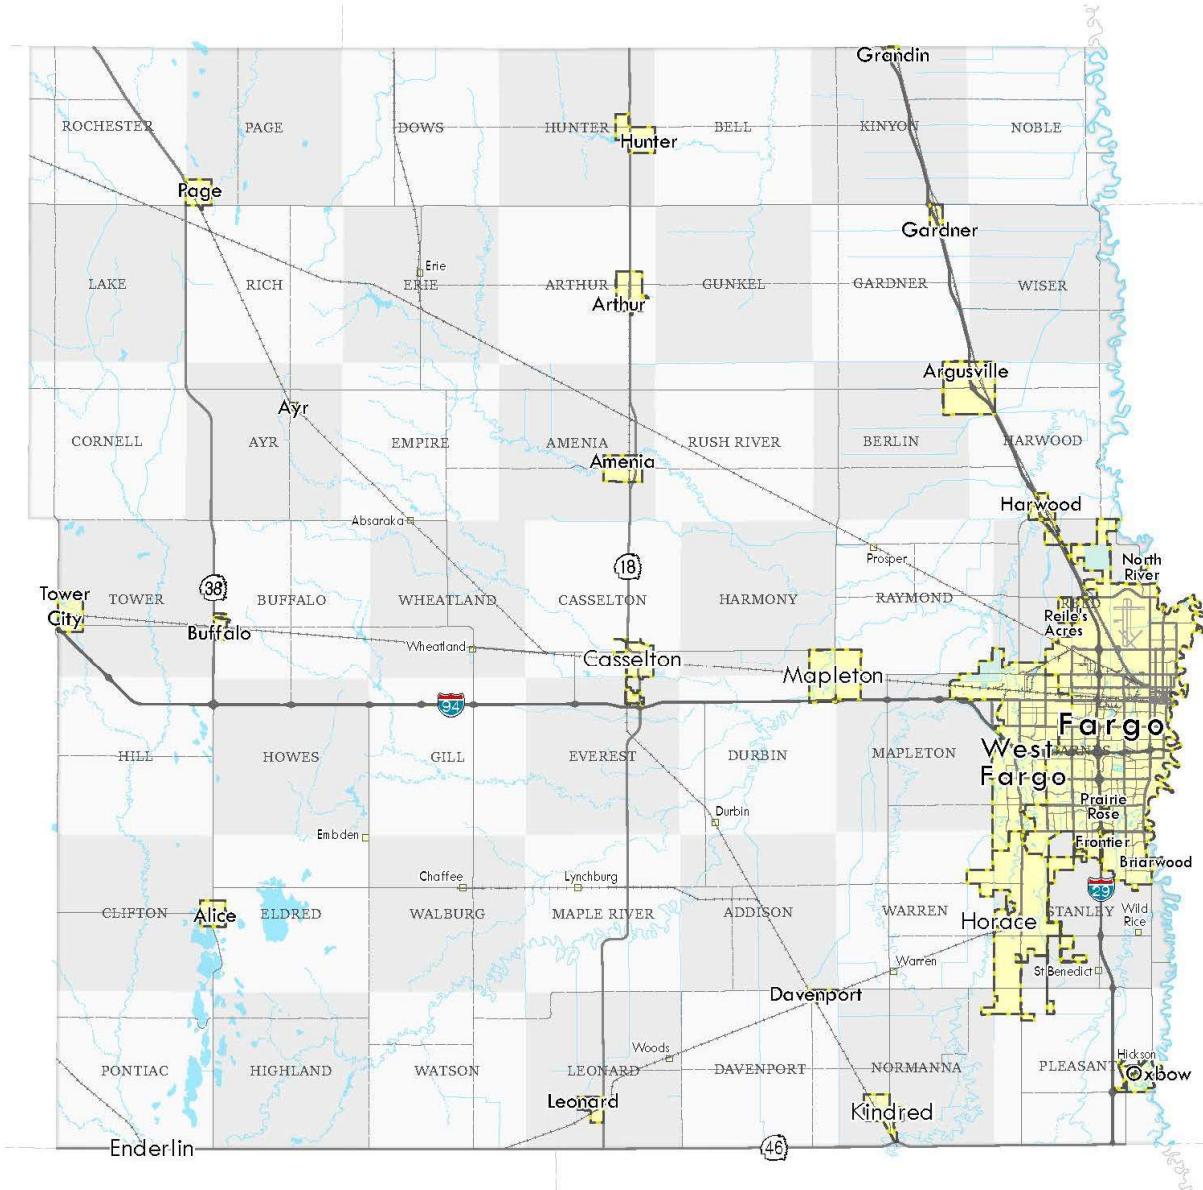 Grandin
ROCHESTER
PAGE
DOWS
HUNTER
Hunter
BELL
KINYON
NOBLE
Page
Gardner
LAKE
RICH
Erie
ERIE
ARTHUR
Arthur
GUNKEL
GARDNER
WISER
Argusville
Ayr
CORNELL
AYR
EMPIRE
AMENIA
Amenia
RUSH RIVER
BERLIN
HARWOOD
Harwood
Absaraka
Prosper
North
River
18
38
Tower
City
TOWER
BUFFALO
Buffalo
WHEATLAND
CASSELTON
HARMONY
RAYMOND
REED
Reile's
Acres
Wheatland
Casselton
Mapleton
94
Fargo
West
Fargo
BARNES
HILL
HOWES
GILL
EVEREST
DURBIN
MAPLETON
Prairie
Rose
Durbin
Embden
Frontier
Briarwood
Chaffee
Lynchburg
29
CLIFTON
Alice
ELDRED
WALBURG
MAPLE RIVER
ADDISON
WARREN
Horace
STANLEY
Wild
Rice
Warren
St Benedict
Davenport
Woods
Hickson
Oxbow
PONTIAC
HIGHLAND
WATSON
LEONARD
Leonard
DAVENPORT
NORMANNA
PLEASANT
Kindred
Enderlin
46